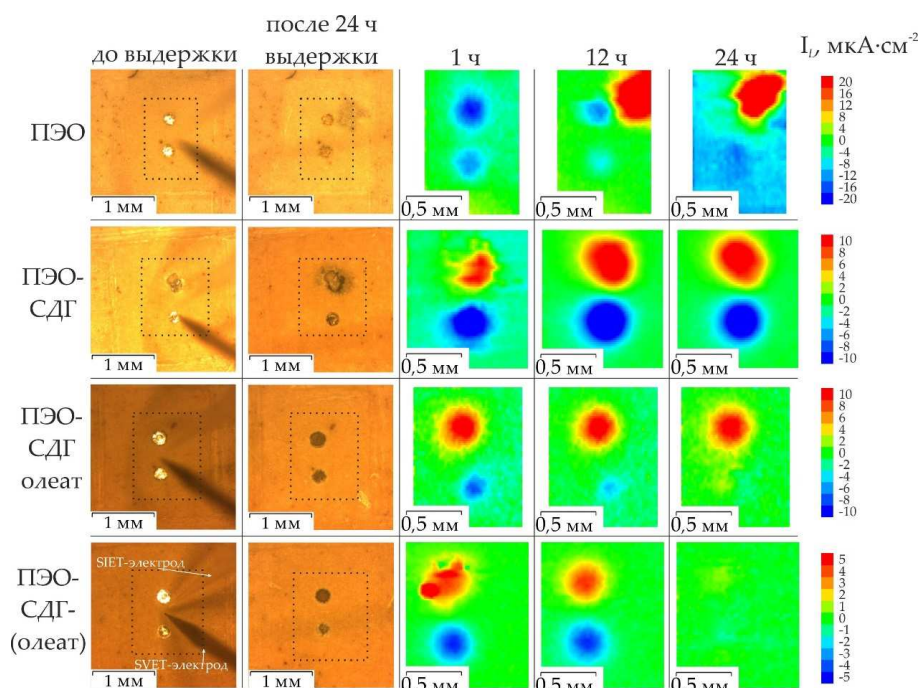 после 24 ч
до выдержки выдержки 1 ч 12 ч 24 ч I_l, мкА·см⁻²
ПЭО
1 мм 1 мм 0,5 мм 0,5 мм 0,5 мм
20
16
12
8
4
0
-4
-8
-12
-16
-20
ПЭО-
СДГ
1 мм 1 мм 0,5 мм 0,5 мм 0,5 мм
10
8
6
4
2
0
-2
-4
-6
-8
-10
ПЭО-
СДГ
олеат
1 мм 1 мм 0,5 мм 0,5 мм 0,5 мм
10
8
6
4
2
0
-2
-4
-6
-8
-10
ПЭО-
СДГ-
(олеат)
SIET-электрод
SVET-электрод
1 мм 1 мм 0,5 мм 0,5 мм 0,5 мм
5
4
3
2
1
0
-1
-2
-3
-4
-5